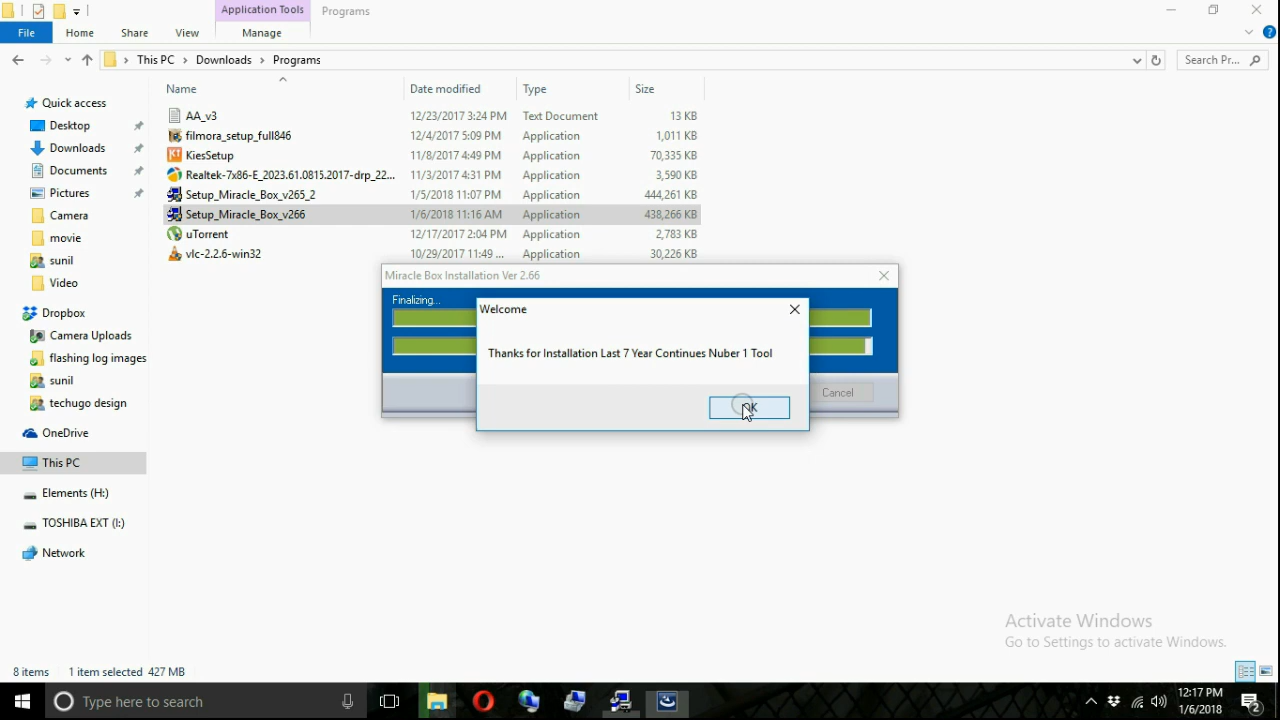 Application Tools
Programs
File
Home
Share
View
Manage
This PC
Downloads
Programs
Search Pr...
Name
Date modified
Type
Size
Quick access
Desktop
Downloads
Documents
Pictures
Camera
movie
sunil
Video
Dropbox
Camera Uploads
flashing log images
sunil
techugo design
OneDrive
This PC
Elements (H:)
TOSHIBA EXT (I:)
Network
AA_v3 12/23/2017 3:24 PM Text Document 13 KB
filmora_setup_full846 12/4/2017 5:09 PM Application 1,011 KB
KiesSetup 11/8/2017 4:49 PM Application 70,335 KB
Realtek-7x86-E_2023.61.0815.2017-drp_22... 11/3/2017 4:31 PM Application 3,590 KB
Setup_Miracle_Box_v265_2 1/5/2018 11:07 PM Application 444,261 KB
Setup_Miracle_Box_v266 1/6/2018 11:16 AM Application 438,266 KB
uTorrent 12/17/2017 2:04 PM Application 2,783 KB
vlc-2.2.6-win32 10/29/2017 11:49 ... Application 30,226 KB
Miracle Box Installation Ver 2.66
Finalizing...
Welcome
Thanks for Installation Last 7 Year Continues Nuber 1 Tool
OK
Cancel
Activate Windows
Go to Settings to activate Windows.
8 items 1 item selected 427 MB
Type here to search
12:17 PM
1/6/2018
2